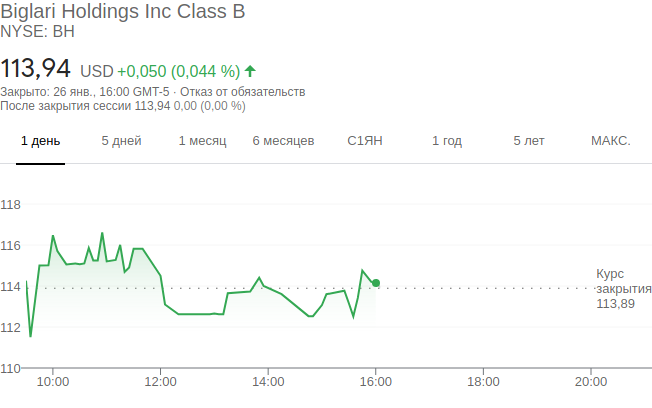 Biglari Holdings Inc Class B
NYSE: BH
113,94 USD +0,050 (0,044 %)
Закрыто: 26 янв., 16:00 GMT-5 · Отказ от обязательств
После закрытия сессии 113,94 0,00 (0,00 %)
1 день 5 дней 1 месяц 6 месяцев С1ЯН 1 год 5 лет МАКС.
118
116
114
112
110
Курс
закрытия
113,89
10:00 12:00 14:00 16:00 18:00 20:00